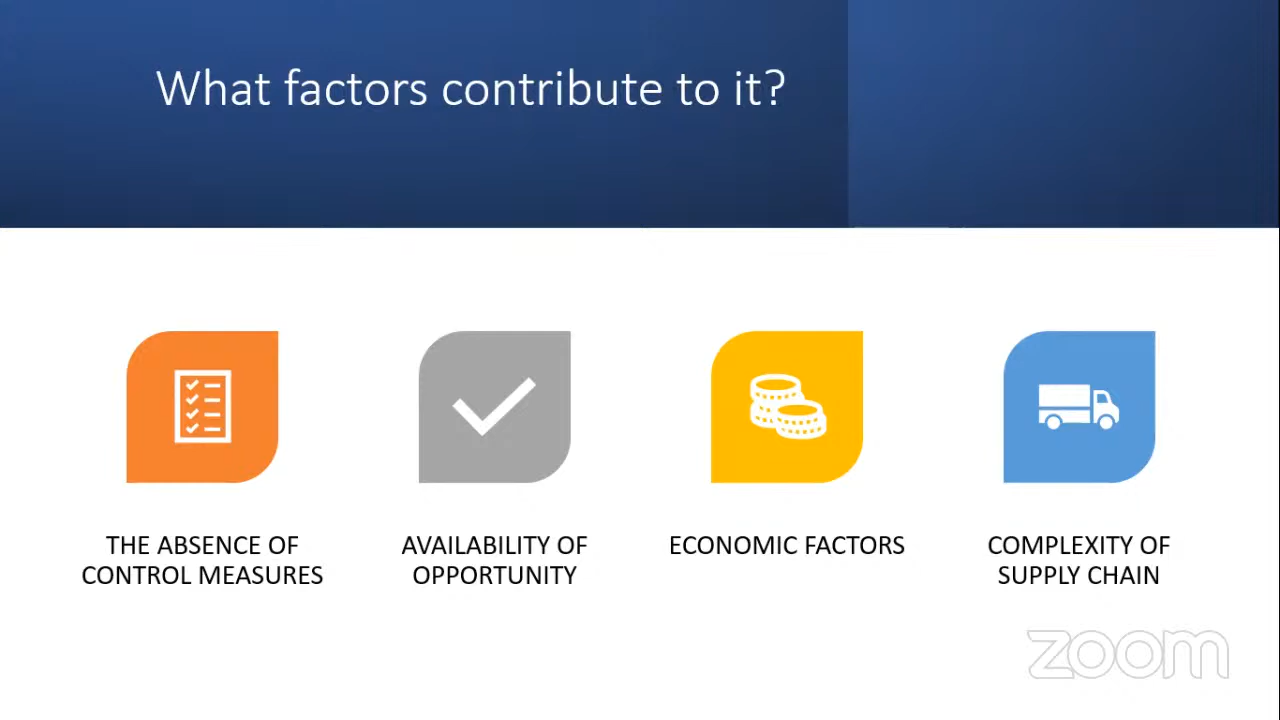 What factors contribute to it?
THE ABSENCE OF
CONTROL MEASURES
AVAILABILITY OF
OPPORTUNITY
ECONOMIC FACTORS
COMPLEXITY OF
SUPPLY CHAIN
zoom